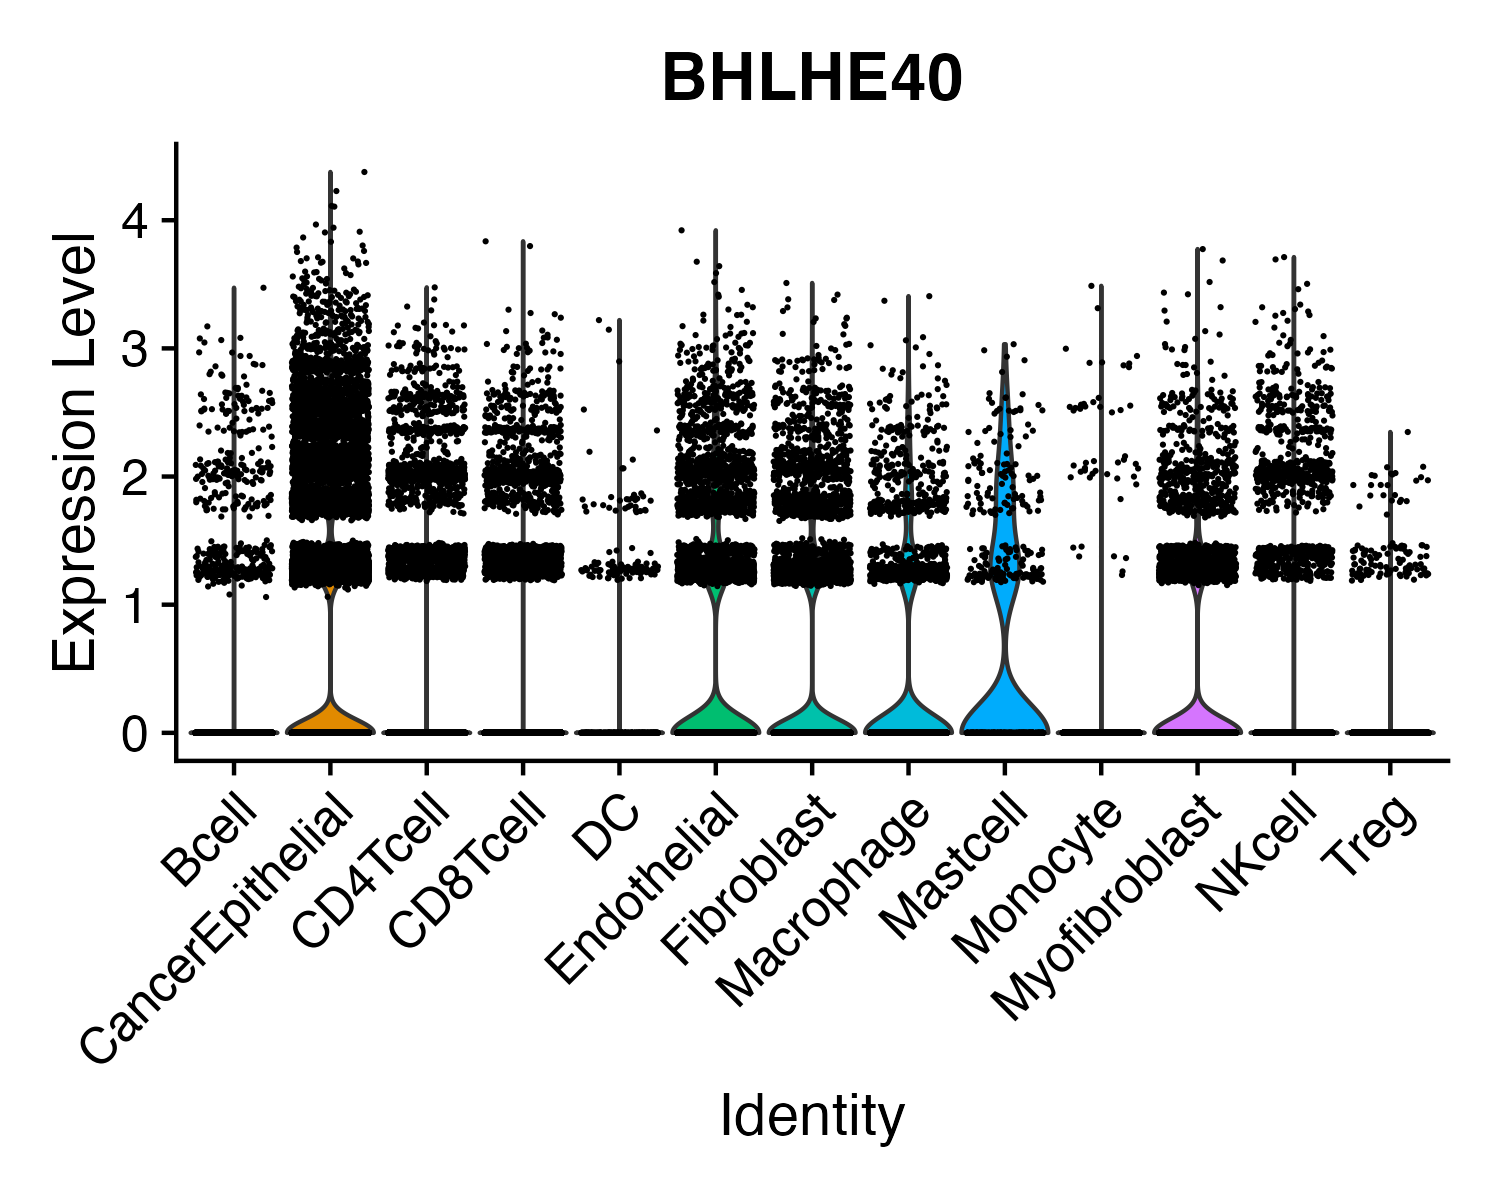 BHLHE40
Expression Level
4
3
2
1
0
Bcell
CancerEpithelial
CD4Tcell
CD8Tcell
DC
Endothelial
Fibroblast
Macrophage
Mastcell
Monocyte
Myofibroblast
NKcell
Treg
Identity